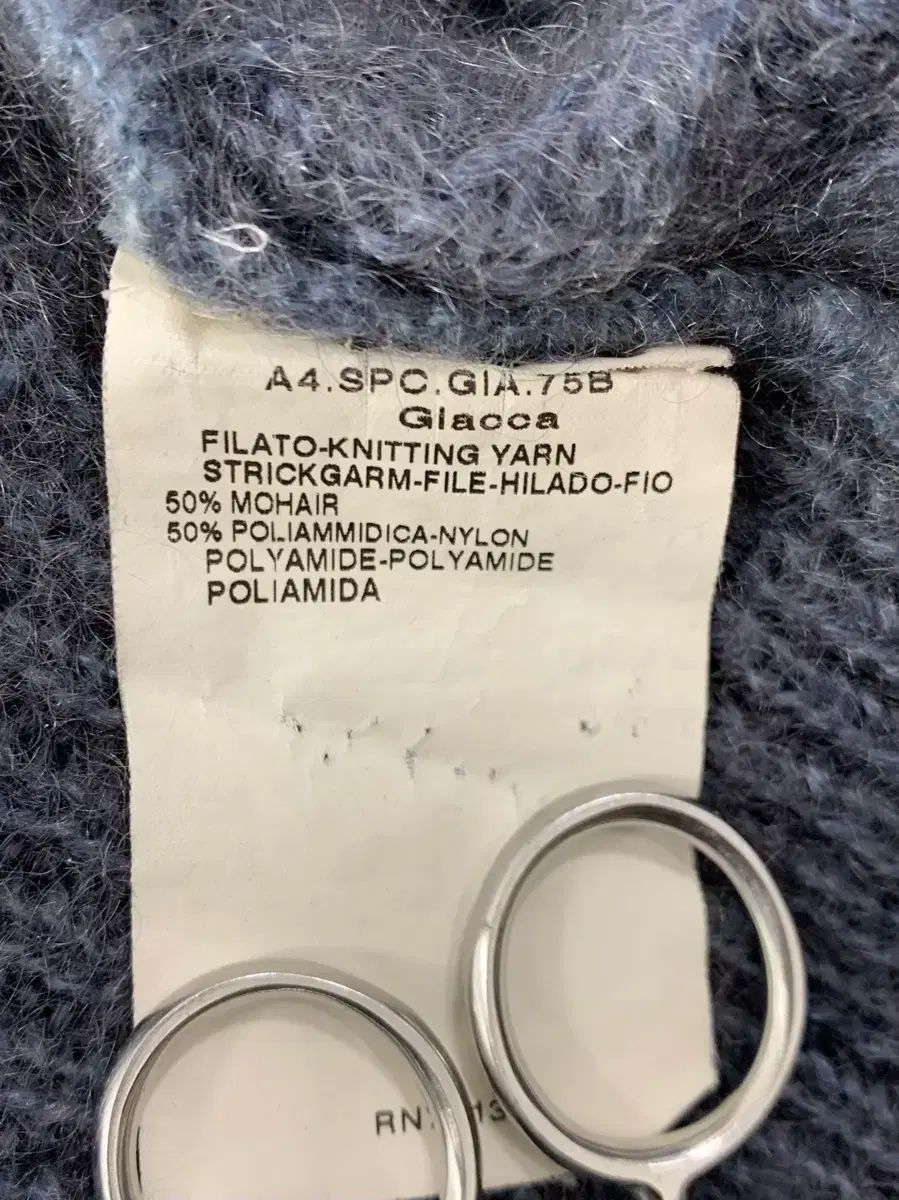 A4.SPC.GIA.75B
Giacca
FILATO-KNITTING YARN
STRICKGARM-FILE-HILADO-FIO
50% MOHAIR
50% POLIAMMIDICA-NYLON
POLYAMIDE-POLYAMIDE
POLIAMIDA